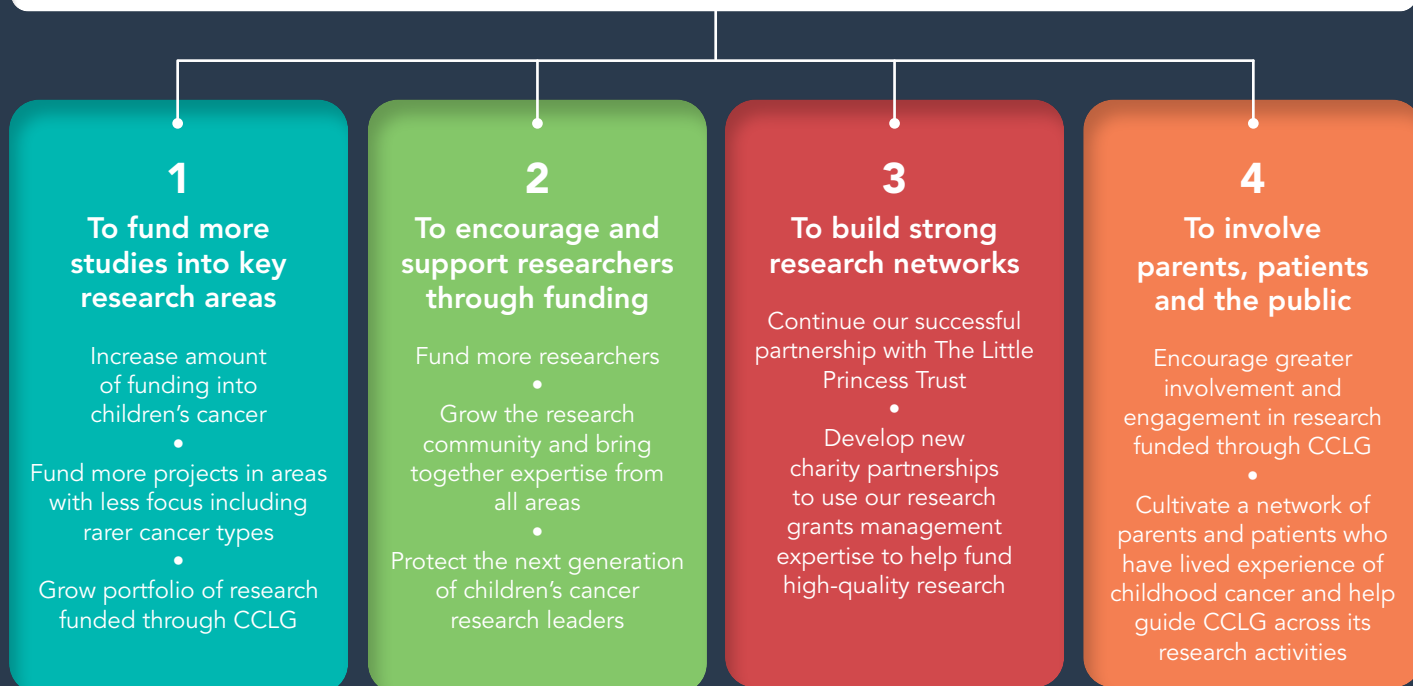 1
To fund more
studies into key
research areas
Increase amount
of funding into
children's cancer
•
Fund more projects in areas
with less focus including
rarer cancer types
•
Grow portfolio of research
funded through CCLG
2
To encourage and
support researchers
through funding
Fund more researchers
•
Grow the research
community and bring
together expertise from
all areas
•
Protect the next generation
of children's cancer
research leaders
3
To build strong
research networks
Continue our successful
partnership with The Little
Princess Trust
•
Develop new
charity partnerships
to use our research
grants management
expertise to help fund
high-quality research
4
To involve
parents, patients
and the public
Encourage greater
involvement and
engagement in research
funded through CCLG
•
Cultivate a network of
parents and patients who
have lived experience of
childhood cancer and help
guide CCLG across its
research activities